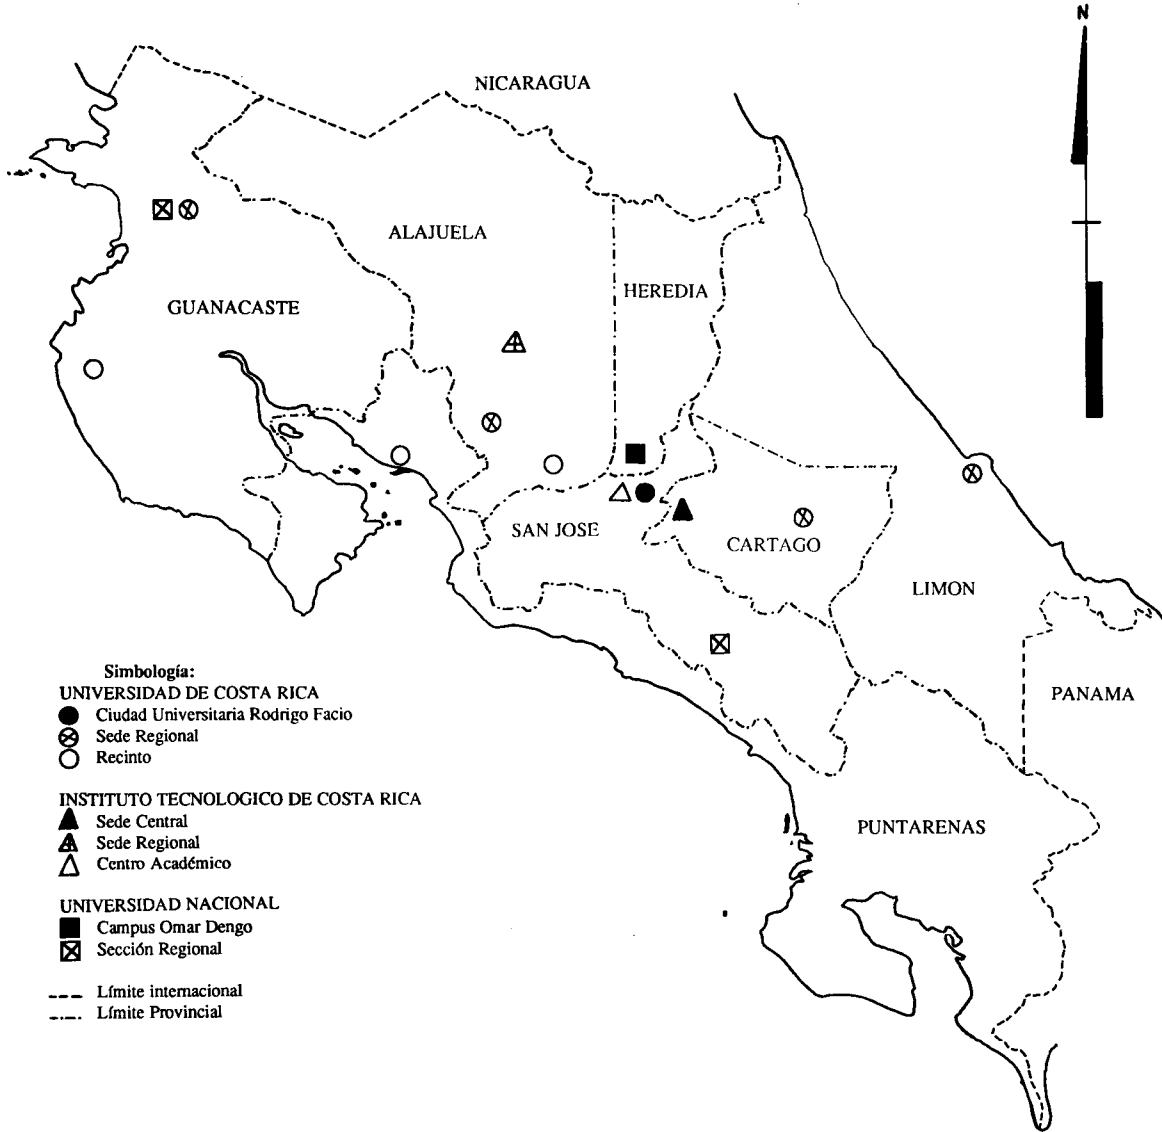 N
NICARAGUA
ALAJUELA
HEREDIA
GUANACASTE
SAN JOSE
CARTAGO
LIMON
PANAMA
PUNTARENAS
Simbología:
UNIVERSIDAD DE COSTA RICA
Ciudad Universitaria Rodrigo Facio
Sede Regional
Recinto
INSTITUTO TECNOLOGICO DE COSTA RICA
Sede Central
Sede Regional
Centro Académico
UNIVERSIDAD NACIONAL
Campus Omar Dengo
Sección Regional
Límite internacional
Límite Provincial